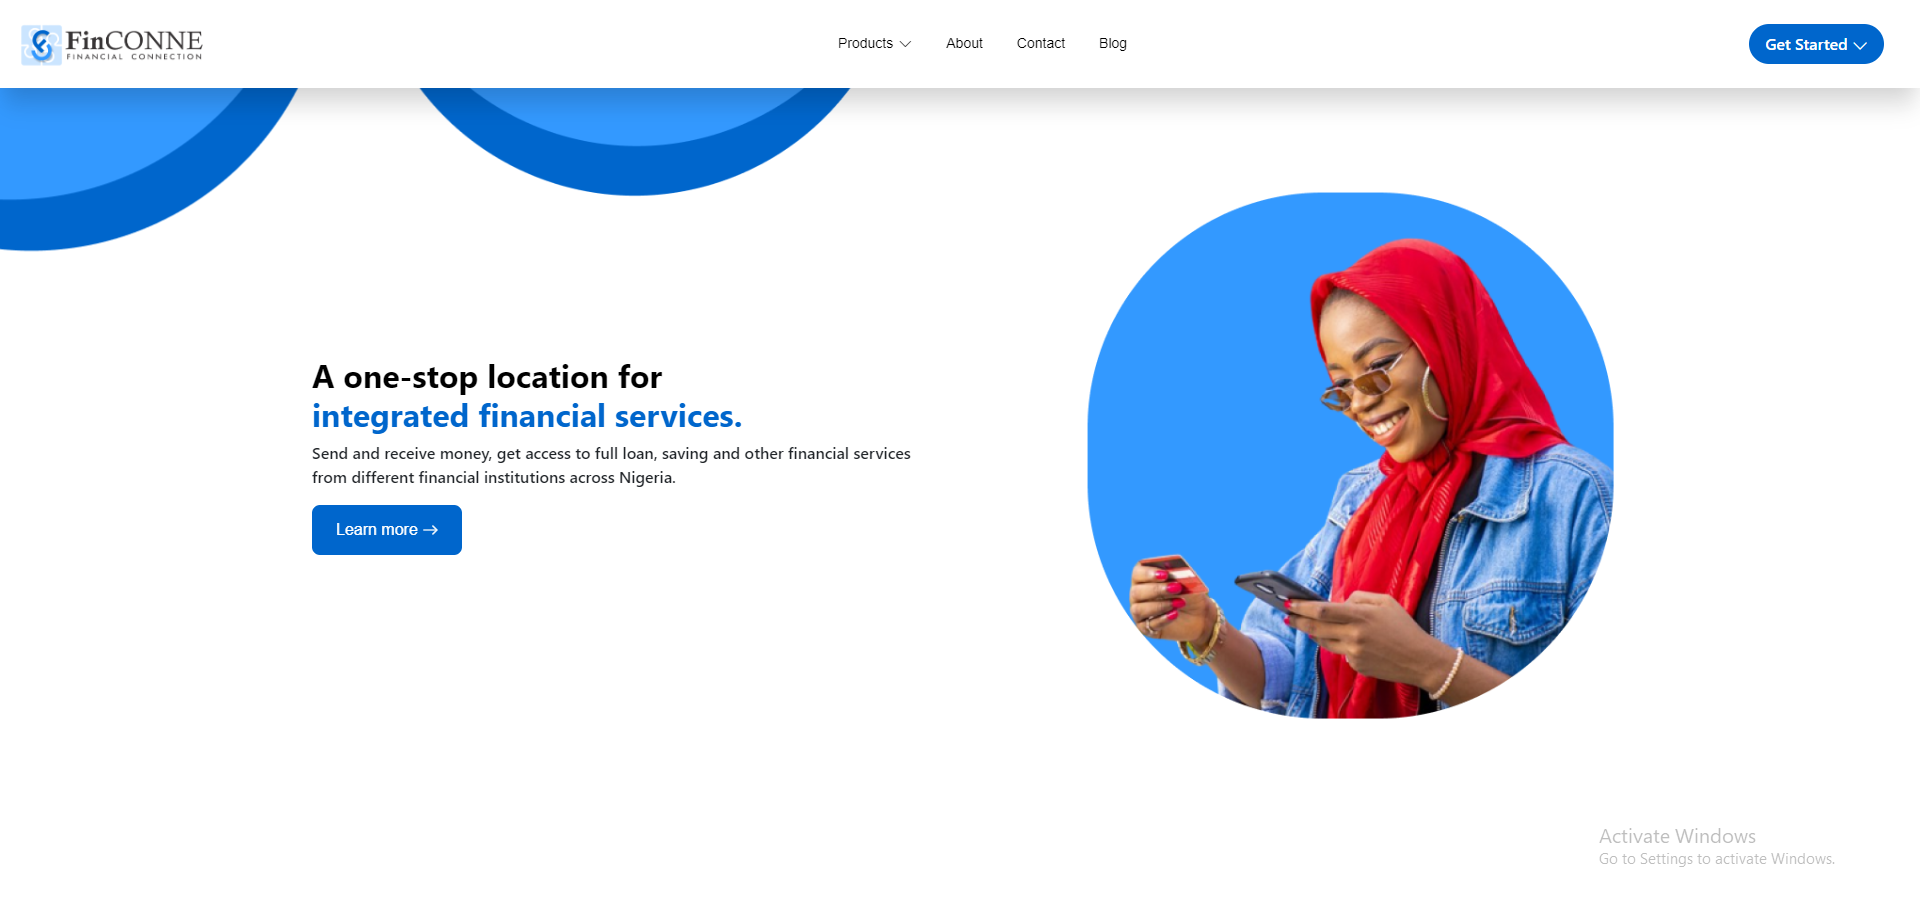 FinCONNE
FINANCIAL CONNECTION
Products
About
Contact
Blog
Get Started
A one-stop location for
integrated financial services.
Send and receive money, get access to full loan, saving and other financial services
from different financial institutions across Nigeria.
Learn more →
Activate Windows
Go to Settings to activate Windows.